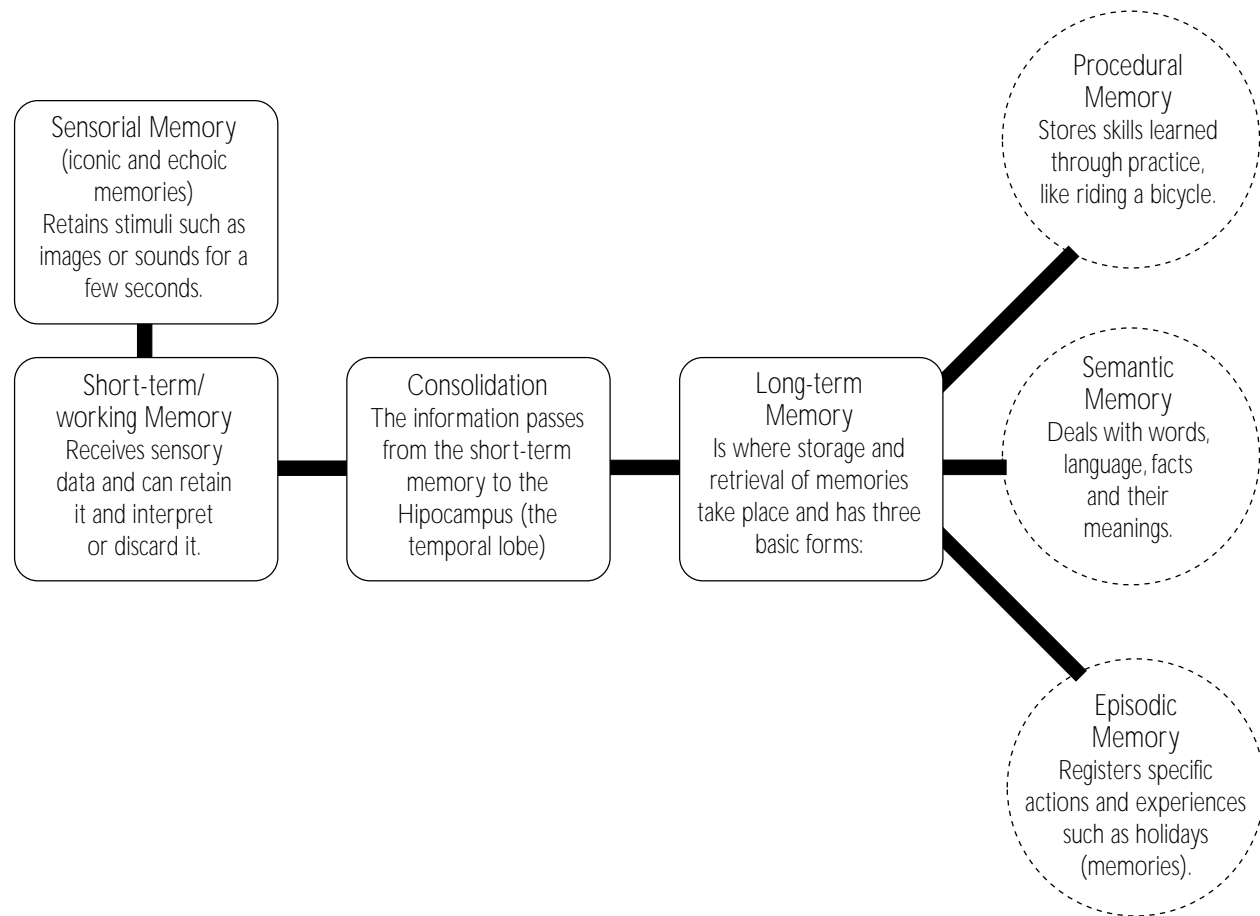 Sensorial Memory
(iconic and echoic
memories)
Retains stimuli such as
images or sounds for a
few seconds.
Short-term/
working Memory
Receives sensory
data and can retain
it and interpret
or discard it.
Consolidation
The information passes
from the short-term
memory to the
Hipocampus (the
temporal lobe)
Long-term
Memory
Is where storage and
retrieval of memories
take place and has three
basic forms:
Procedural
Memory
Stores skills learned
through practice,
like riding a bicycle.
Semantic
Memory
Deals with words,
language, facts
and their
meanings.
Episodic
Memory
Registers specific
actions and experiences
such as holidays
(memories).